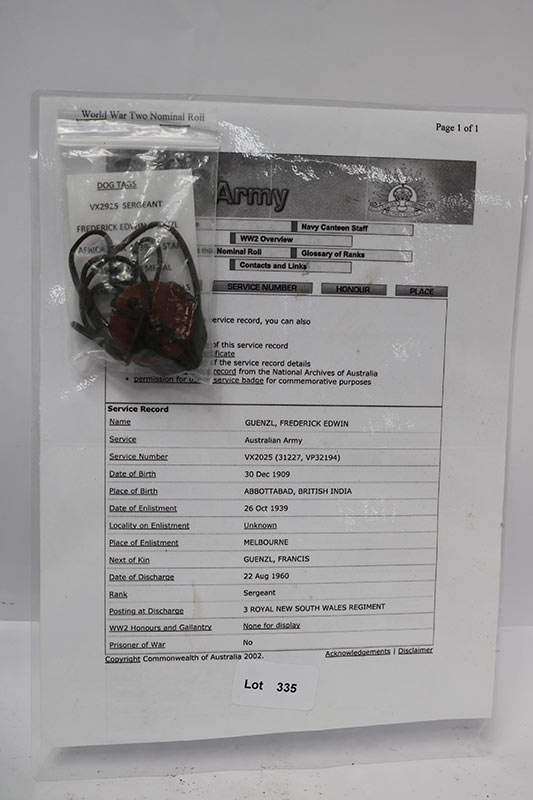 World War Two Nominal Roll
Page 1 of 1
Army
DOG TAGS
VX2925 SERGEANT
FREDERICK EDWIN
AFRICA STAR
Navy Canteen Staff
WW2 Overview
Nominal Roll
Glossary of Ranks
Contacts and Links
SERVICE NUMBER
HONOUR
PLACE
service record, you can also
of this service record
of the service record details
record from the National Archives of Australia
• permission for use of service badge for commemorative purposes
Service Record
Name GUENZL, FREDERICK EDWIN
Service Australian Army
Service Number VX2025 (31227, VP32194)
Date of Birth 30 Dec 1909
Place of Birth ABBOTTABAD, BRITISH INDIA
Date of Enlistment 26 Oct 1939
Locality on Enlistment Unknown
Place of Enlistment MELBOURNE
Next of Kin GUENZL, FRANCIS
Date of Discharge 22 Aug 1960
Rank Sergeant
Posting at Discharge 3 ROYAL NEW SOUTH WALES REGIMENT
WW2 Honours and Gallantry None for display
Prisoner of War No
Copyright Commonwealth of Australia 2002.
Acknowledgements | Disclaimer
Lot 335